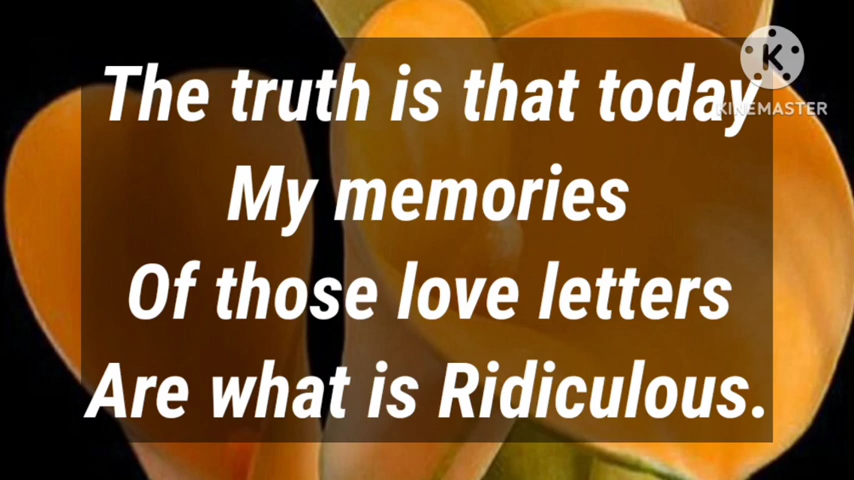 The truth is that today
My memories
Of those love letters
Are what is Ridiculous.
K
KINEMASTER